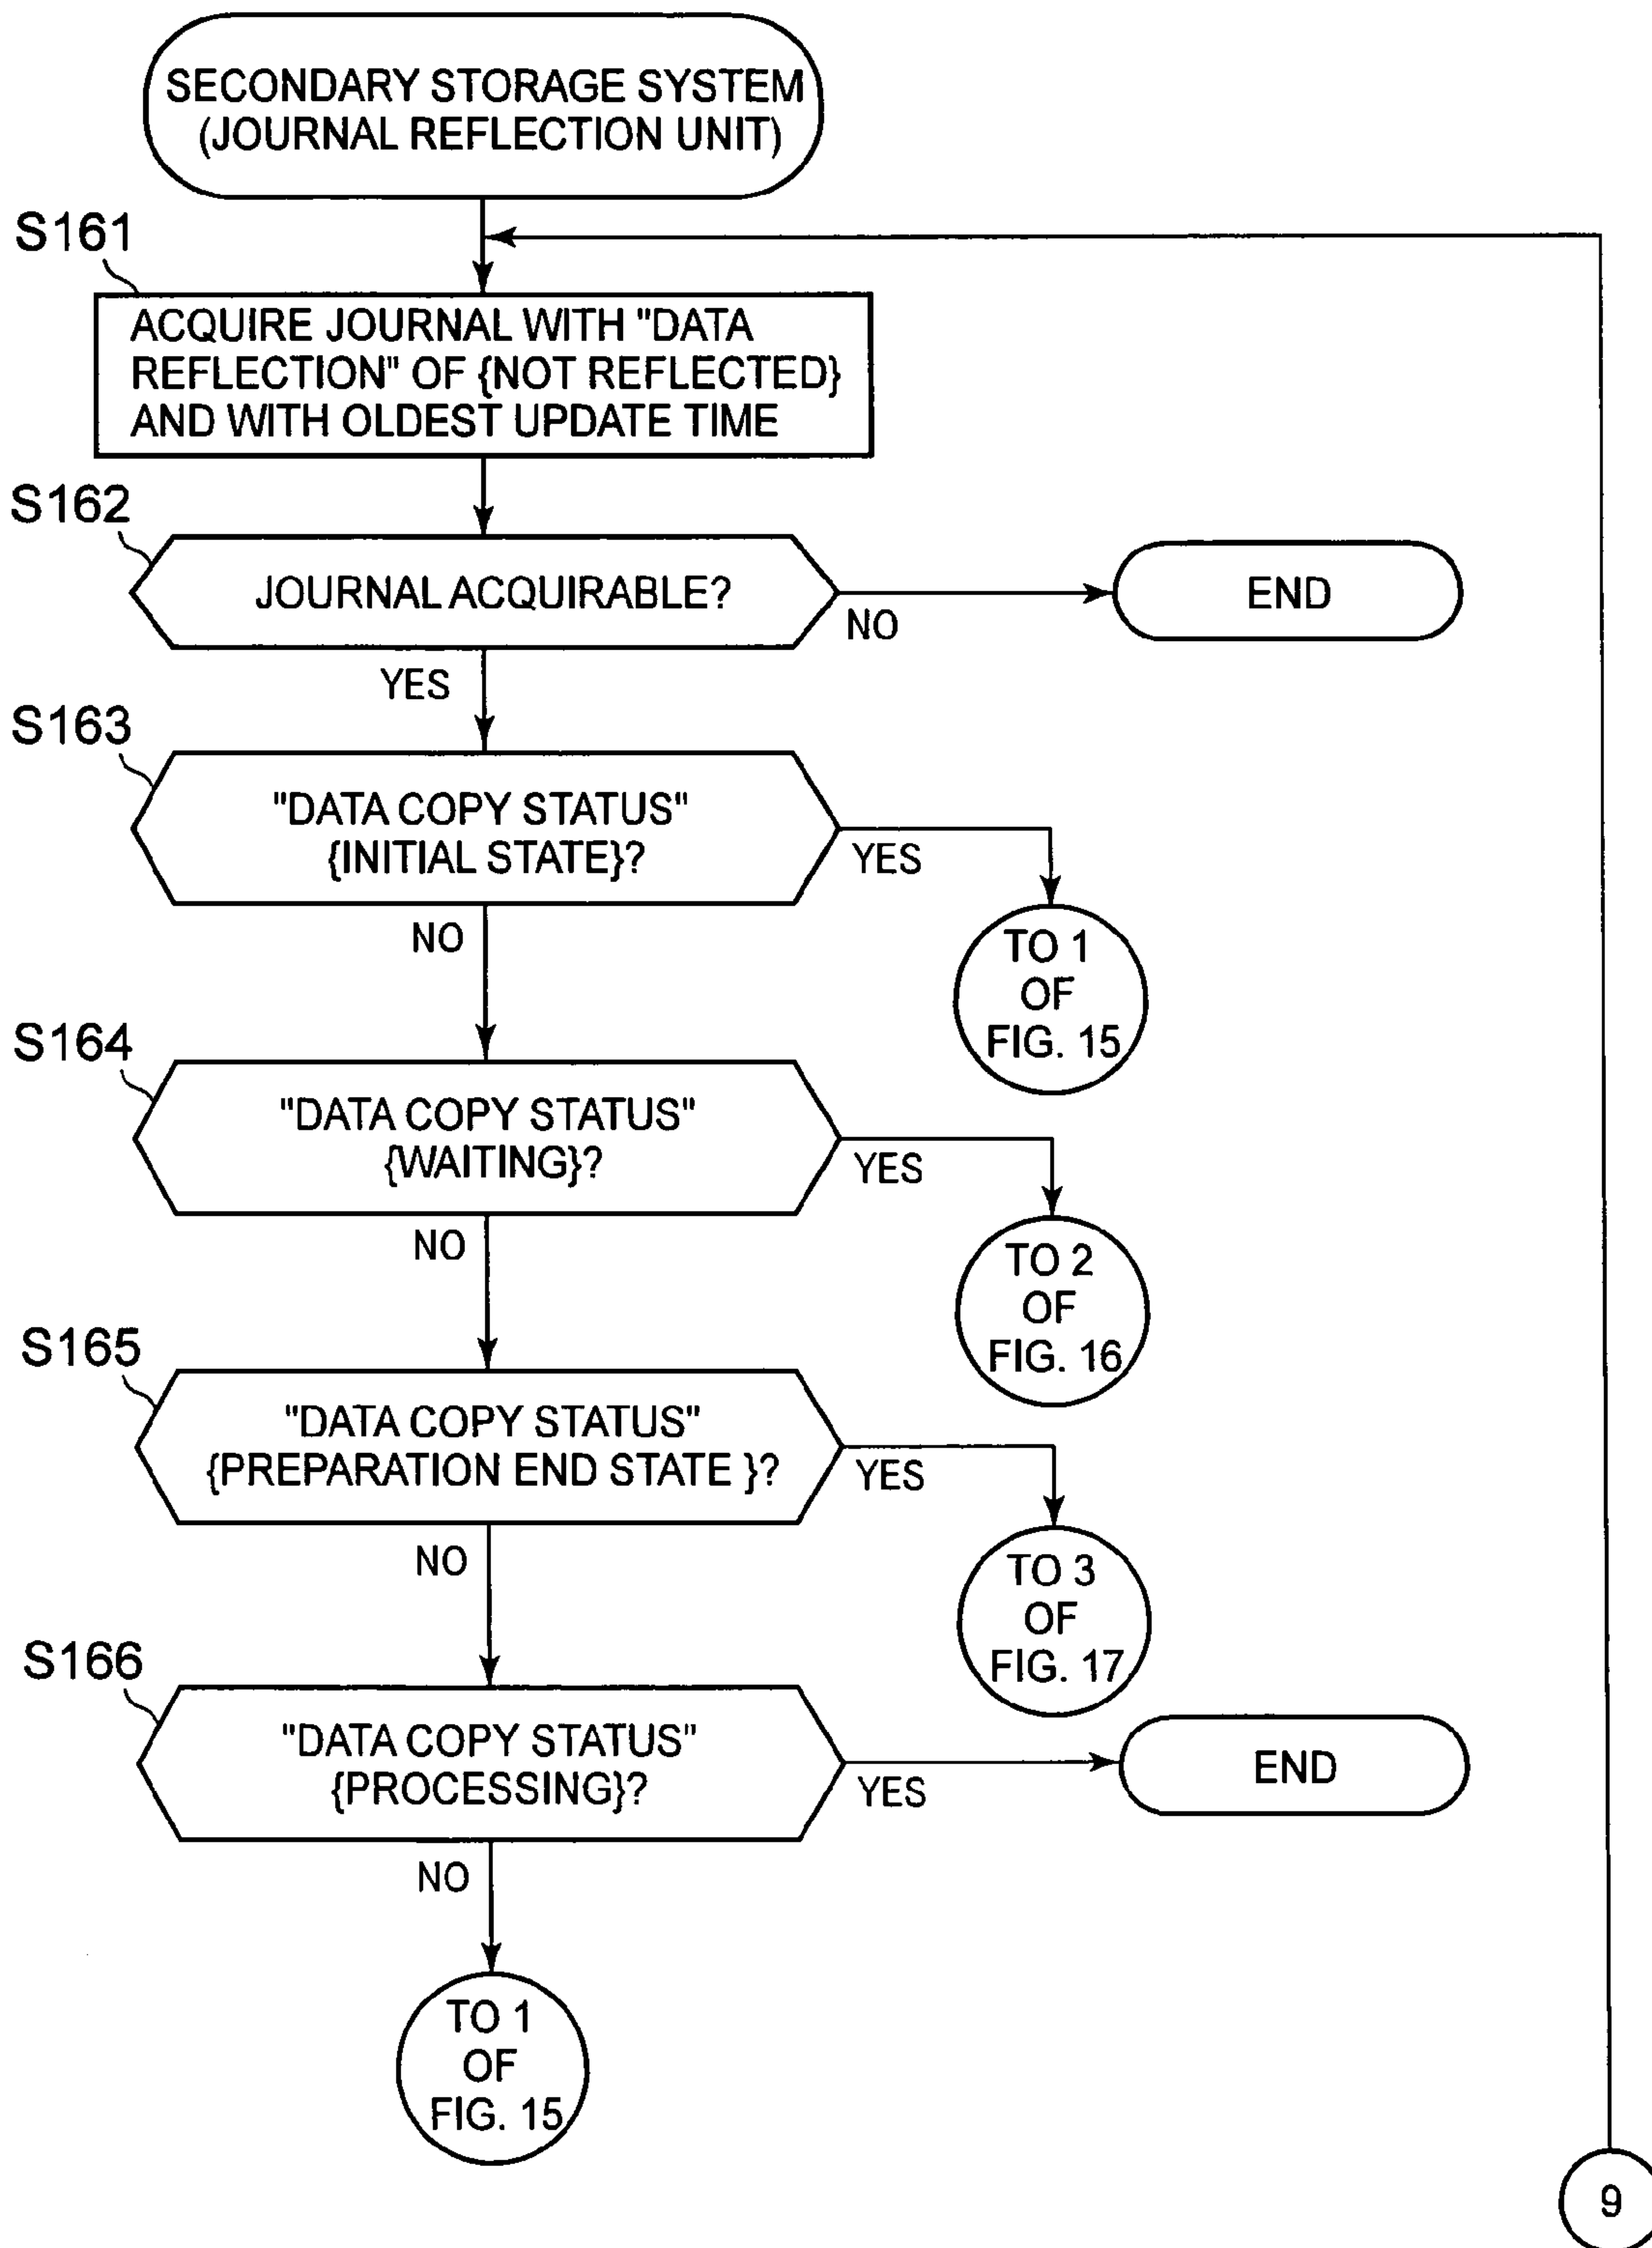 SECONDARY STORAGE SYSTEM
(JOURNAL REFLECTION UNIT)
S161
ACQUIRE JOURNAL WITH "DATA
REFLECTION" OF {NOT REFLECTED}
AND WITH OLDEST UPDATE TIME
S162
JOURNAL ACQUIRABLE?
NO
END
YES
S163
"DATA COPY STATUS"
{INITIAL STATE}?
YES
NO
TO 1
OF
FIG. 15
S164
"DATA COPY STATUS"
{WAITING}?
YES
NO
TO 2
OF
FIG. 16
S165
"DATA COPY STATUS"
{PREPARATION END STATE }?
YES
NO
TO 3
OF
FIG. 17
S166
"DATA COPY STATUS"
{PROCESSING}?
YES
END
NO
TO 1
OF
FIG. 15
9